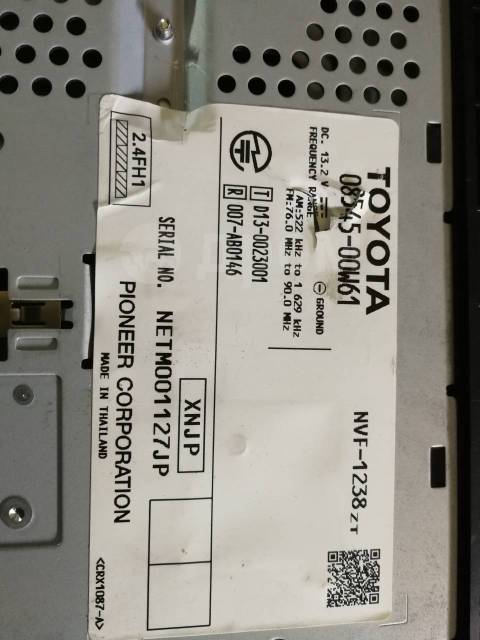 TOYOTA
08545-00W61
NVF-1238ZT
DC. 13.2 V
GROUND
FREQUENCY RANGE
AM:522 kHz to 1 629 kHz
FM:76.0 MHz to 90.0 MHz
T D13-0023001
R 007-AB0146
2.4FH1
XNJP
SERIAL NO. NETM001127JP
PIONEER CORPORATION
MADE IN THAILAND
<CRX1087-A>